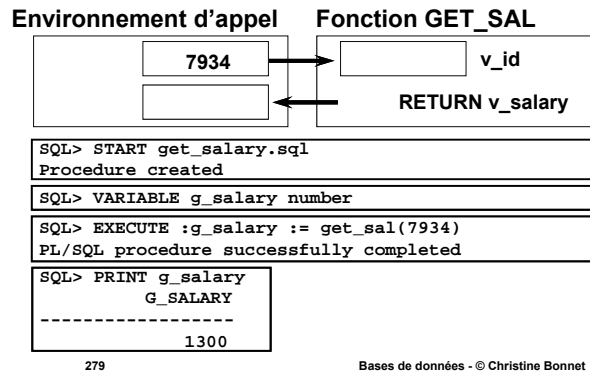 Environnement d'appel Fonction GET_SAL
7934 v_id
RETURN v_salary
SQL> START get_salary.sql
Procedure created
SQL> VARIABLE g_salary number
SQL> EXECUTE :g_salary := get_sal(7934)
PL/SQL procedure successfully completed
SQL> PRINT g_salary
G_SALARY
------------------
1300
279 Bases de données - © Christine Bonnet